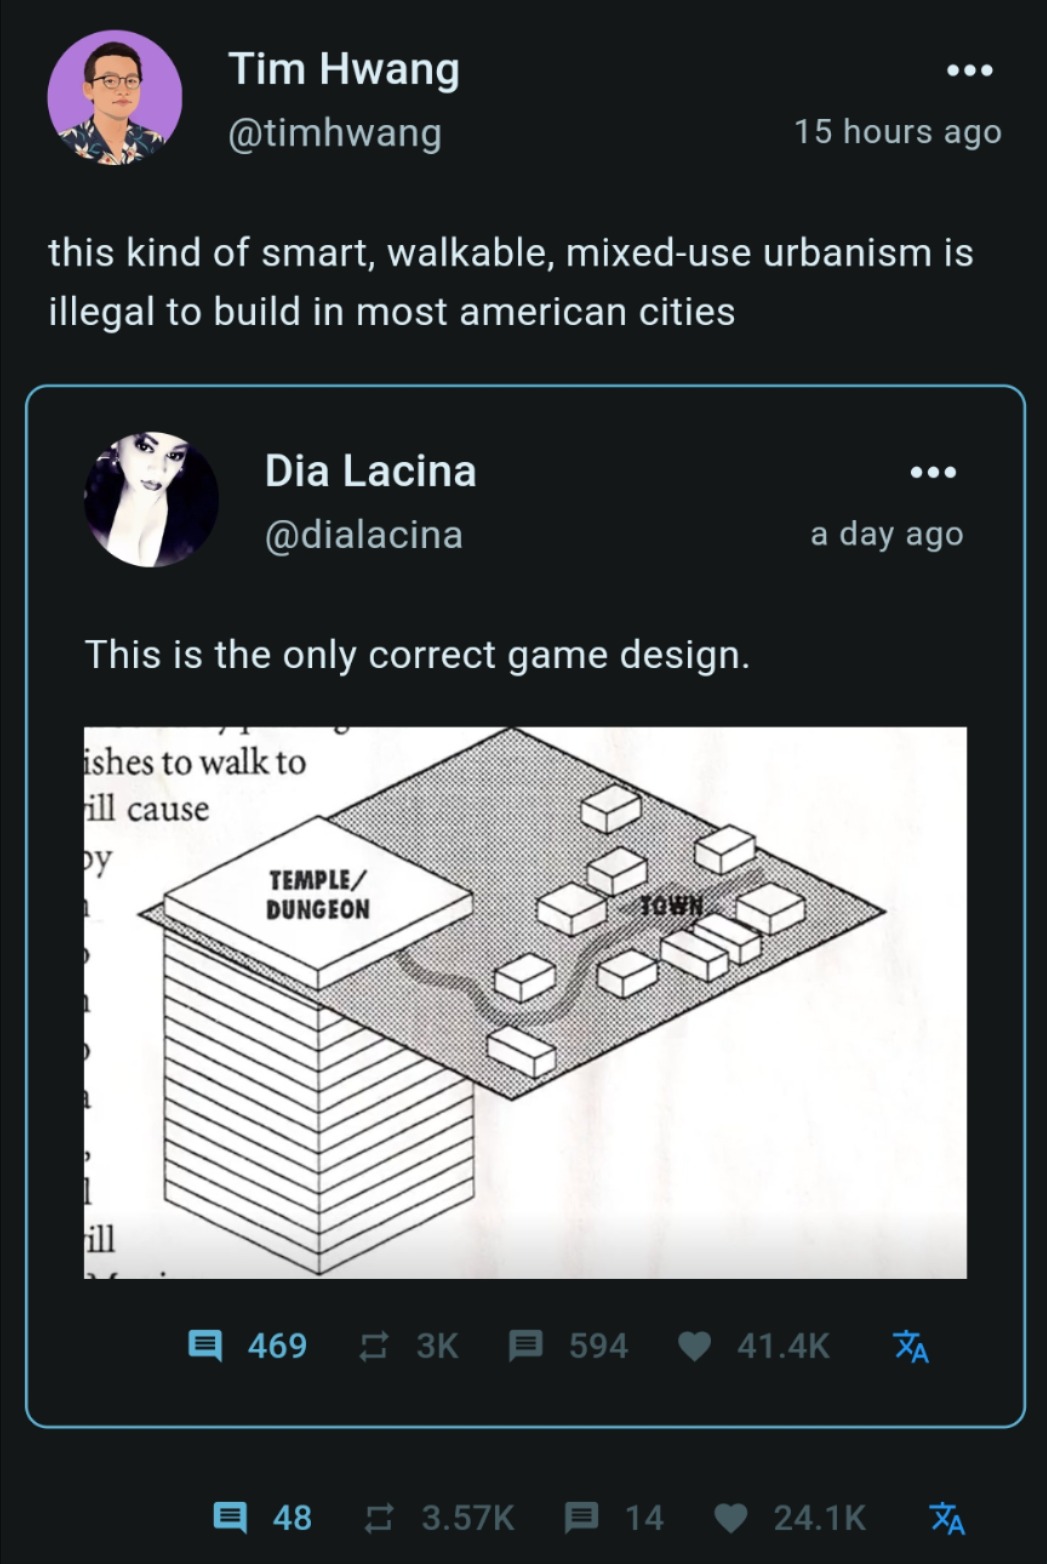 Tim Hwang
@timhwang
15 hours ago
this kind of smart, walkable, mixed-use urbanism is
illegal to build in most american cities
Dia Lacina
@dialacina
a day ago
This is the only correct game design.
ishes to walk to
ill cause
by
TEMPLE/
DUNGEON
TOWN
ill
469 3K 594 41.4K
48 3.57K 14 24.1K